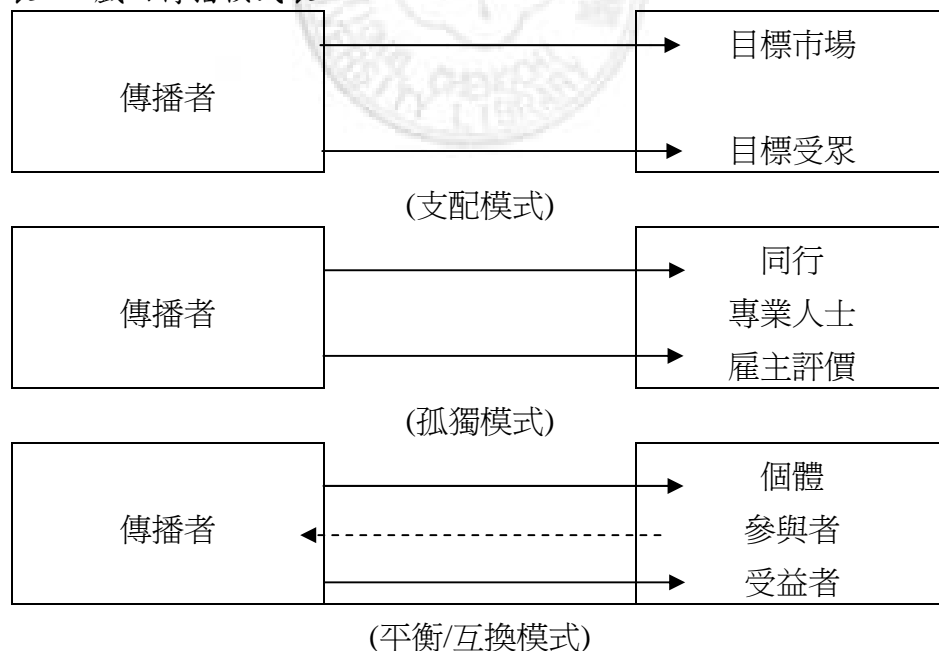 目標市場
傳播者
目標受眾
(支配模式)
同行
傳播者
專業人士
雇主評價
(孤獨模式)
個體
傳播者
參與者
受益者
(平衡/互換模式)